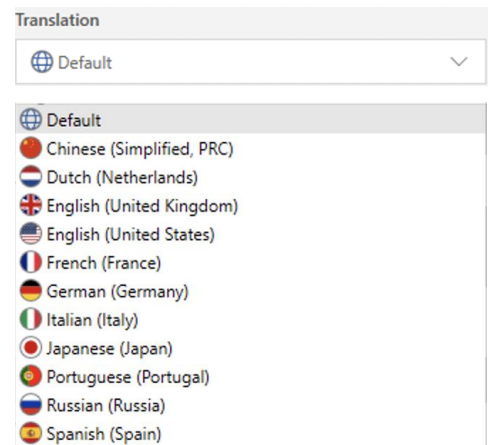 Translation
Default
Default
Chinese (Simplified, PRC)
Dutch (Netherlands)
English (United Kingdom)
English (United States)
French (France)
German (Germany)
Italian (Italy)
Japanese (Japan)
Portuguese (Portugal)
Russian (Russia)
Spanish (Spain)